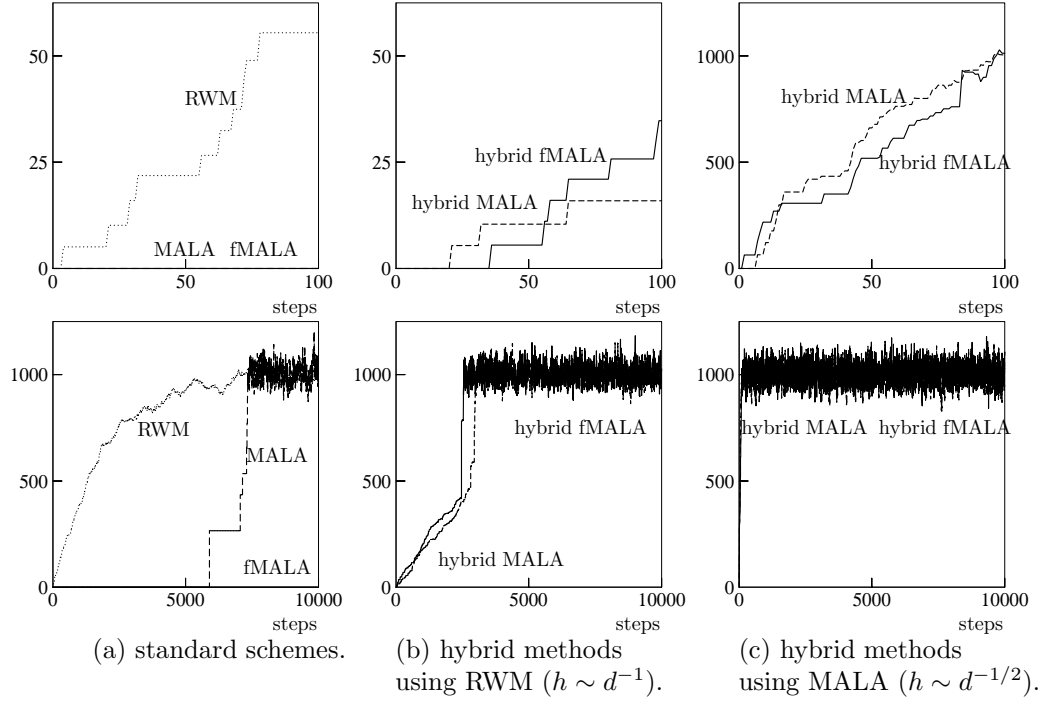 50
RWM
25
MALA fMALA
0
0 50 100
steps
50
hybrid fMALA
25
hybrid MALA
0
0 50 100
steps
1000
hybrid MALA
500
hybrid fMALA
0
0 50 100
steps
1000
RWM
MALA
500
fMALA
0
0 5000 10000
steps
1000
hybrid fMALA
500
hybrid MALA
0
0 5000 10000
steps
1000
hybrid MALA hybrid fMALA
500
0
0 5000 10000
steps
(a) standard schemes.
(b) hybrid methods
using RWM (h ∼ d⁻¹).
(c) hybrid methods
using MALA (h ∼ d⁻¹/²).